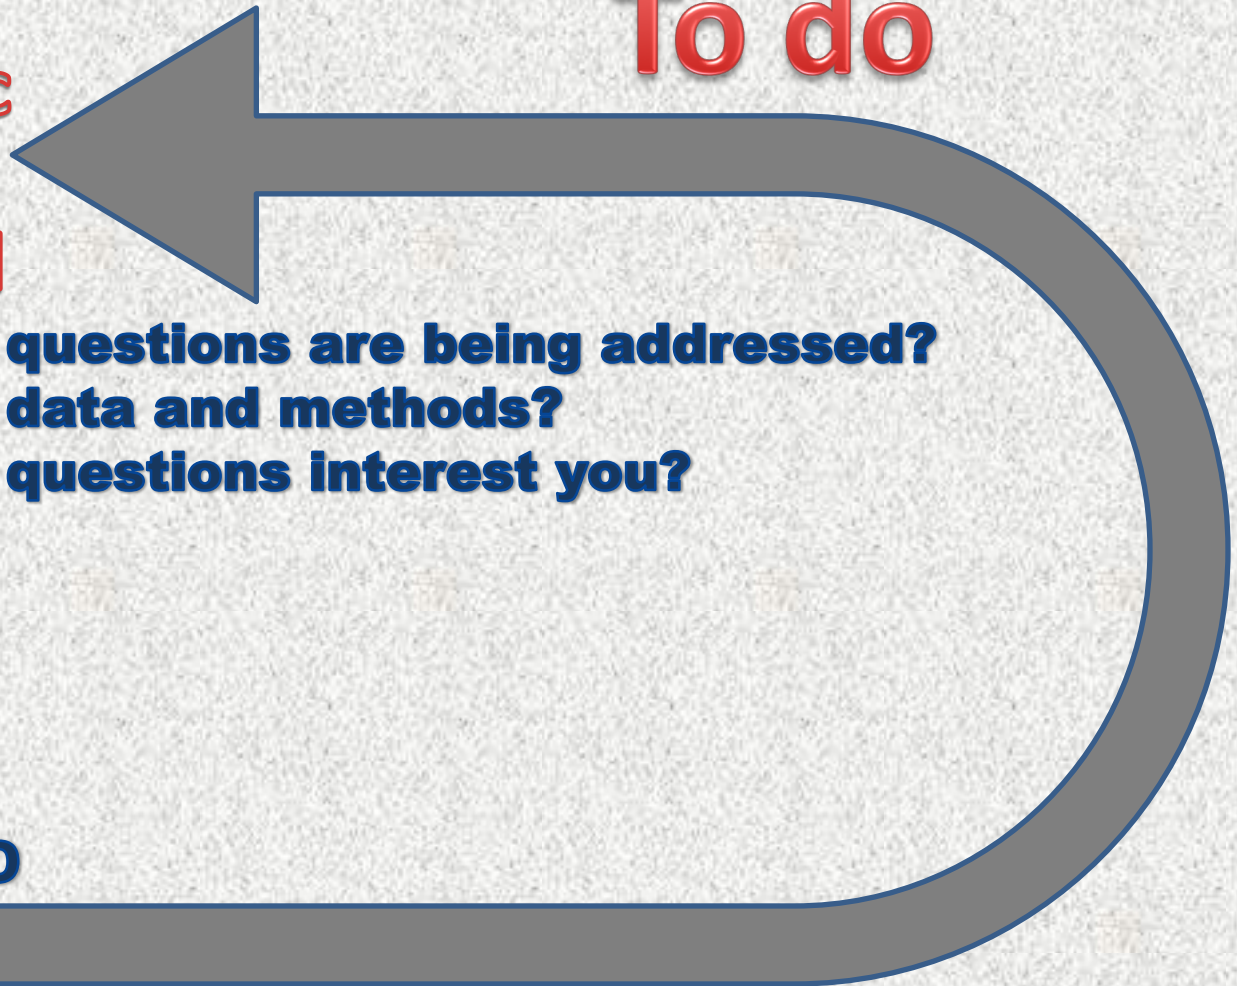 To do
questions are being addressed?
data and methods?
questions interest you?